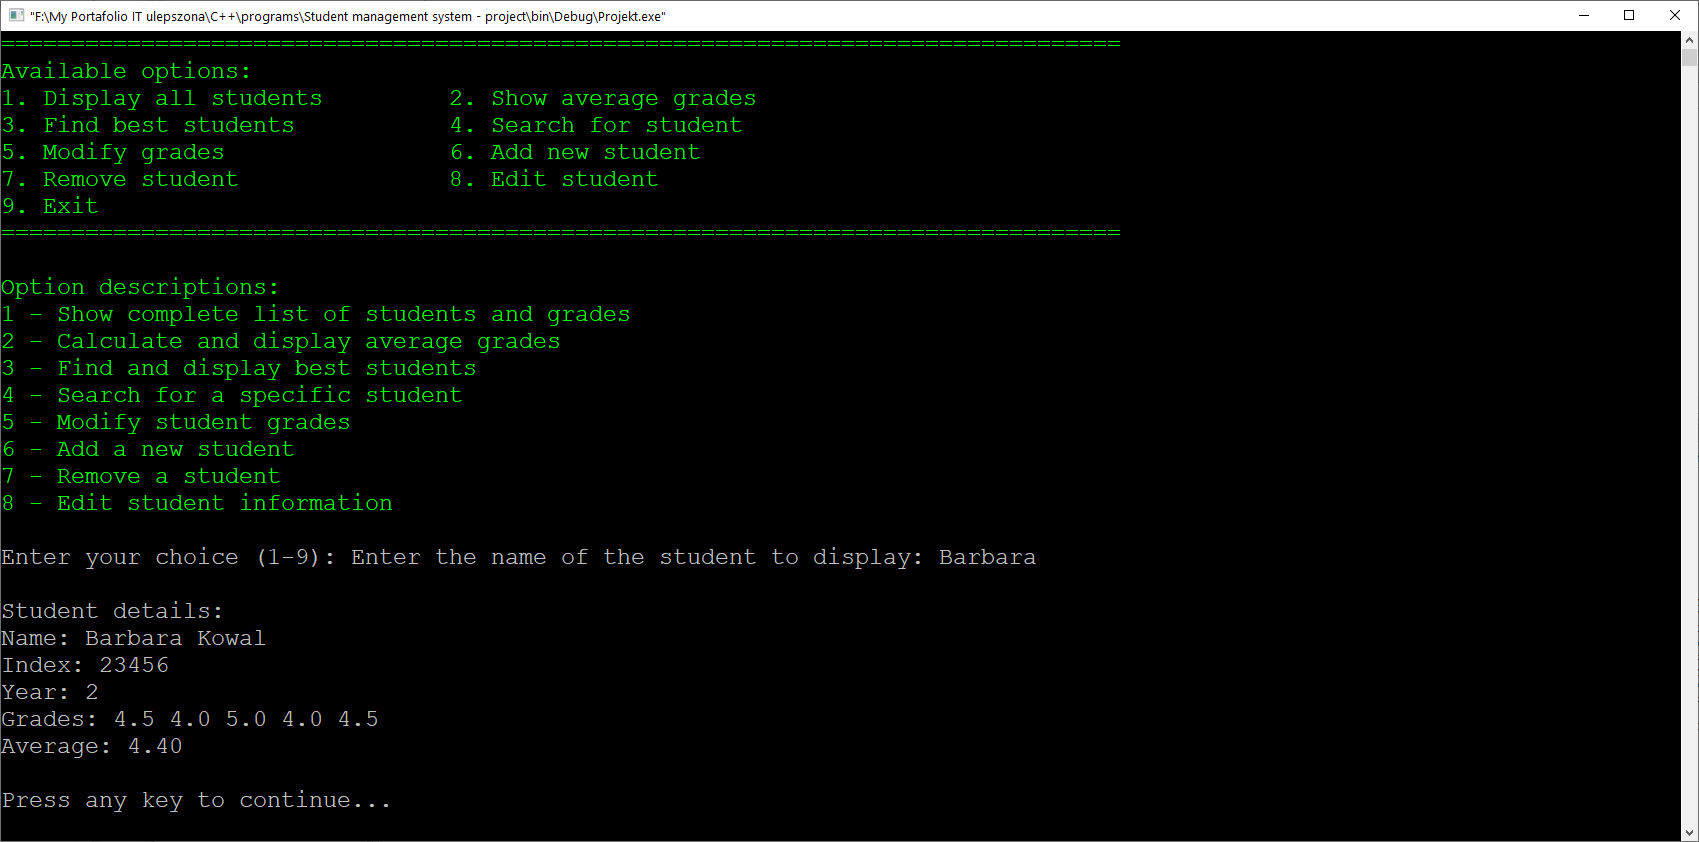 "F:\My Portafolio IT ulepszona\C++\programs\Student management system - project\bin\Debug\Projekt.exe"
================================================================================
Available options:
1. Display all students         2. Show average grades
3. Find best students           4. Search for student
5. Modify grades                6. Add new student
7. Remove student               8. Edit student
9. Exit
================================================================================
Option descriptions:
1 - Show complete list of students and grades
2 - Calculate and display average grades
3 - Find and display best students
4 - Search for a specific student
5 - Modify student grades
6 - Add a new student
7 - Remove a student
8 - Edit student information
Enter your choice (1-9): Enter the name of the student to display: Barbara
Student details:
Name: Barbara Kowal
Index: 23456
Year: 2
Grades: 4.5 4.0 5.0 4.0 4.5
Average: 4.40
Press any key to continue...